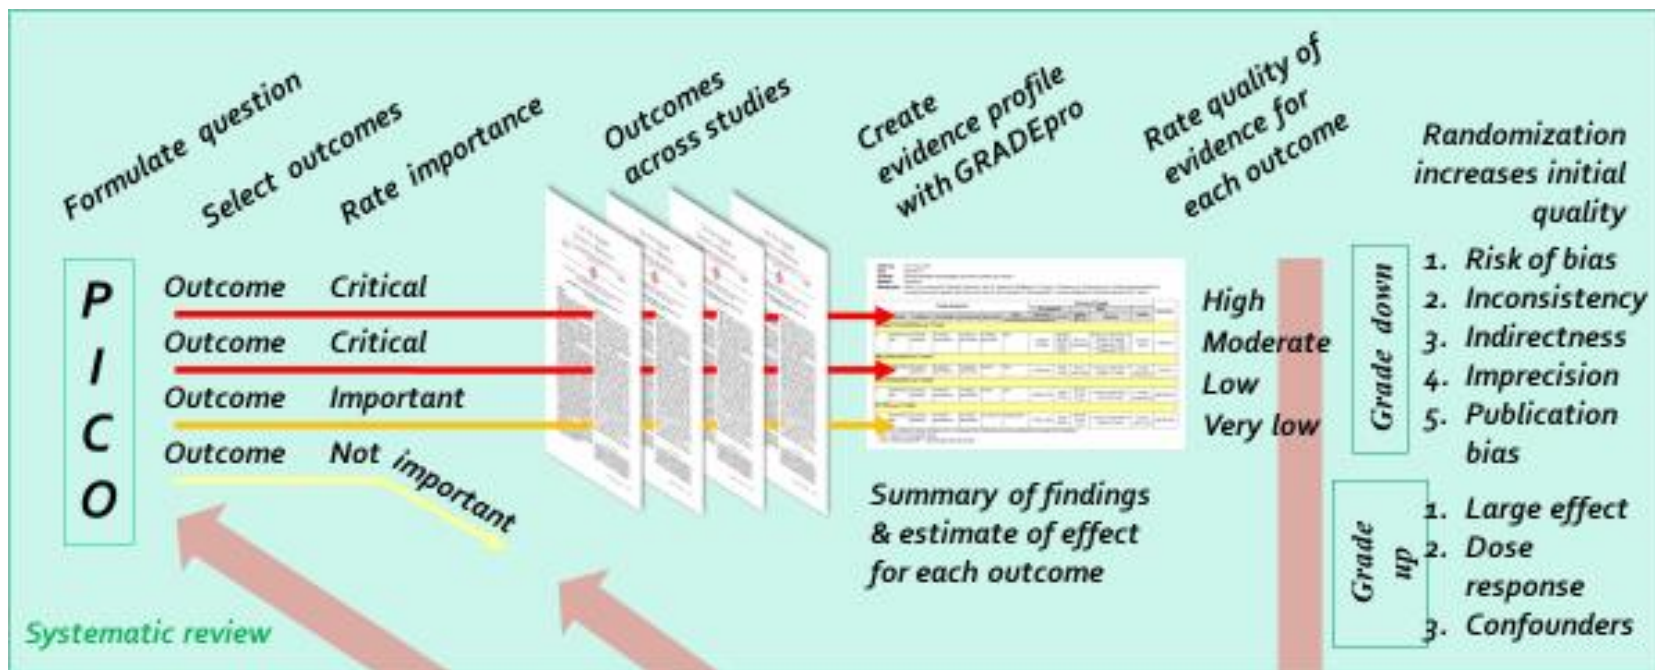 Formulate question
Select outcomes
Rate importance
Outcomes
across studies
Create
evidence profile
with GRADEpro
Rate quality of
evidence for
each outcome
Randomization
increases initial
quality
P
I
C
O
Outcome Critical
Outcome Critical
Outcome Important
Outcome Not important
High
Moderate
Low
Very low
Grade down
1. Risk of bias
2. Inconsistency
3. Indirectness
4. Imprecision
5. Publication
bias
Summary of findings
& estimate of effect
for each outcome
Grade
up
1. Large effect
2. Dose
response
3. Confounders
Systematic review